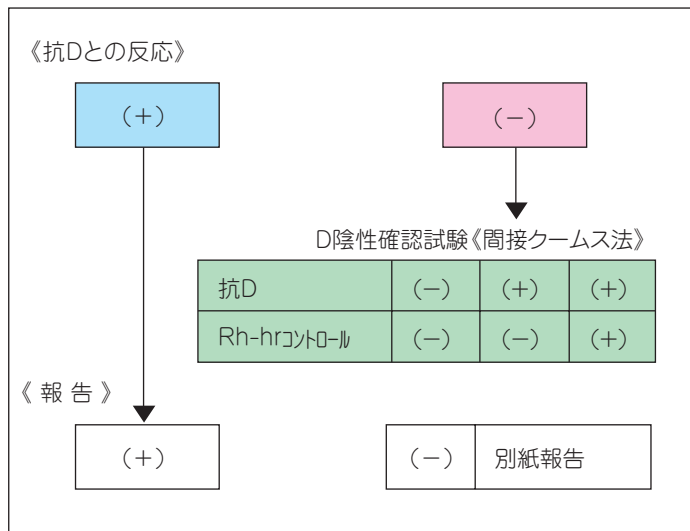 《抗Dとの反応》
（＋）
（－）
D陰性確認試験《間接クームス法》
抗D （－） （＋） （＋）
Rh-hrｺﾝﾄﾛｰﾙ （－） （－） （＋）
《 報 告 》
（＋）
（－） 別紙報告